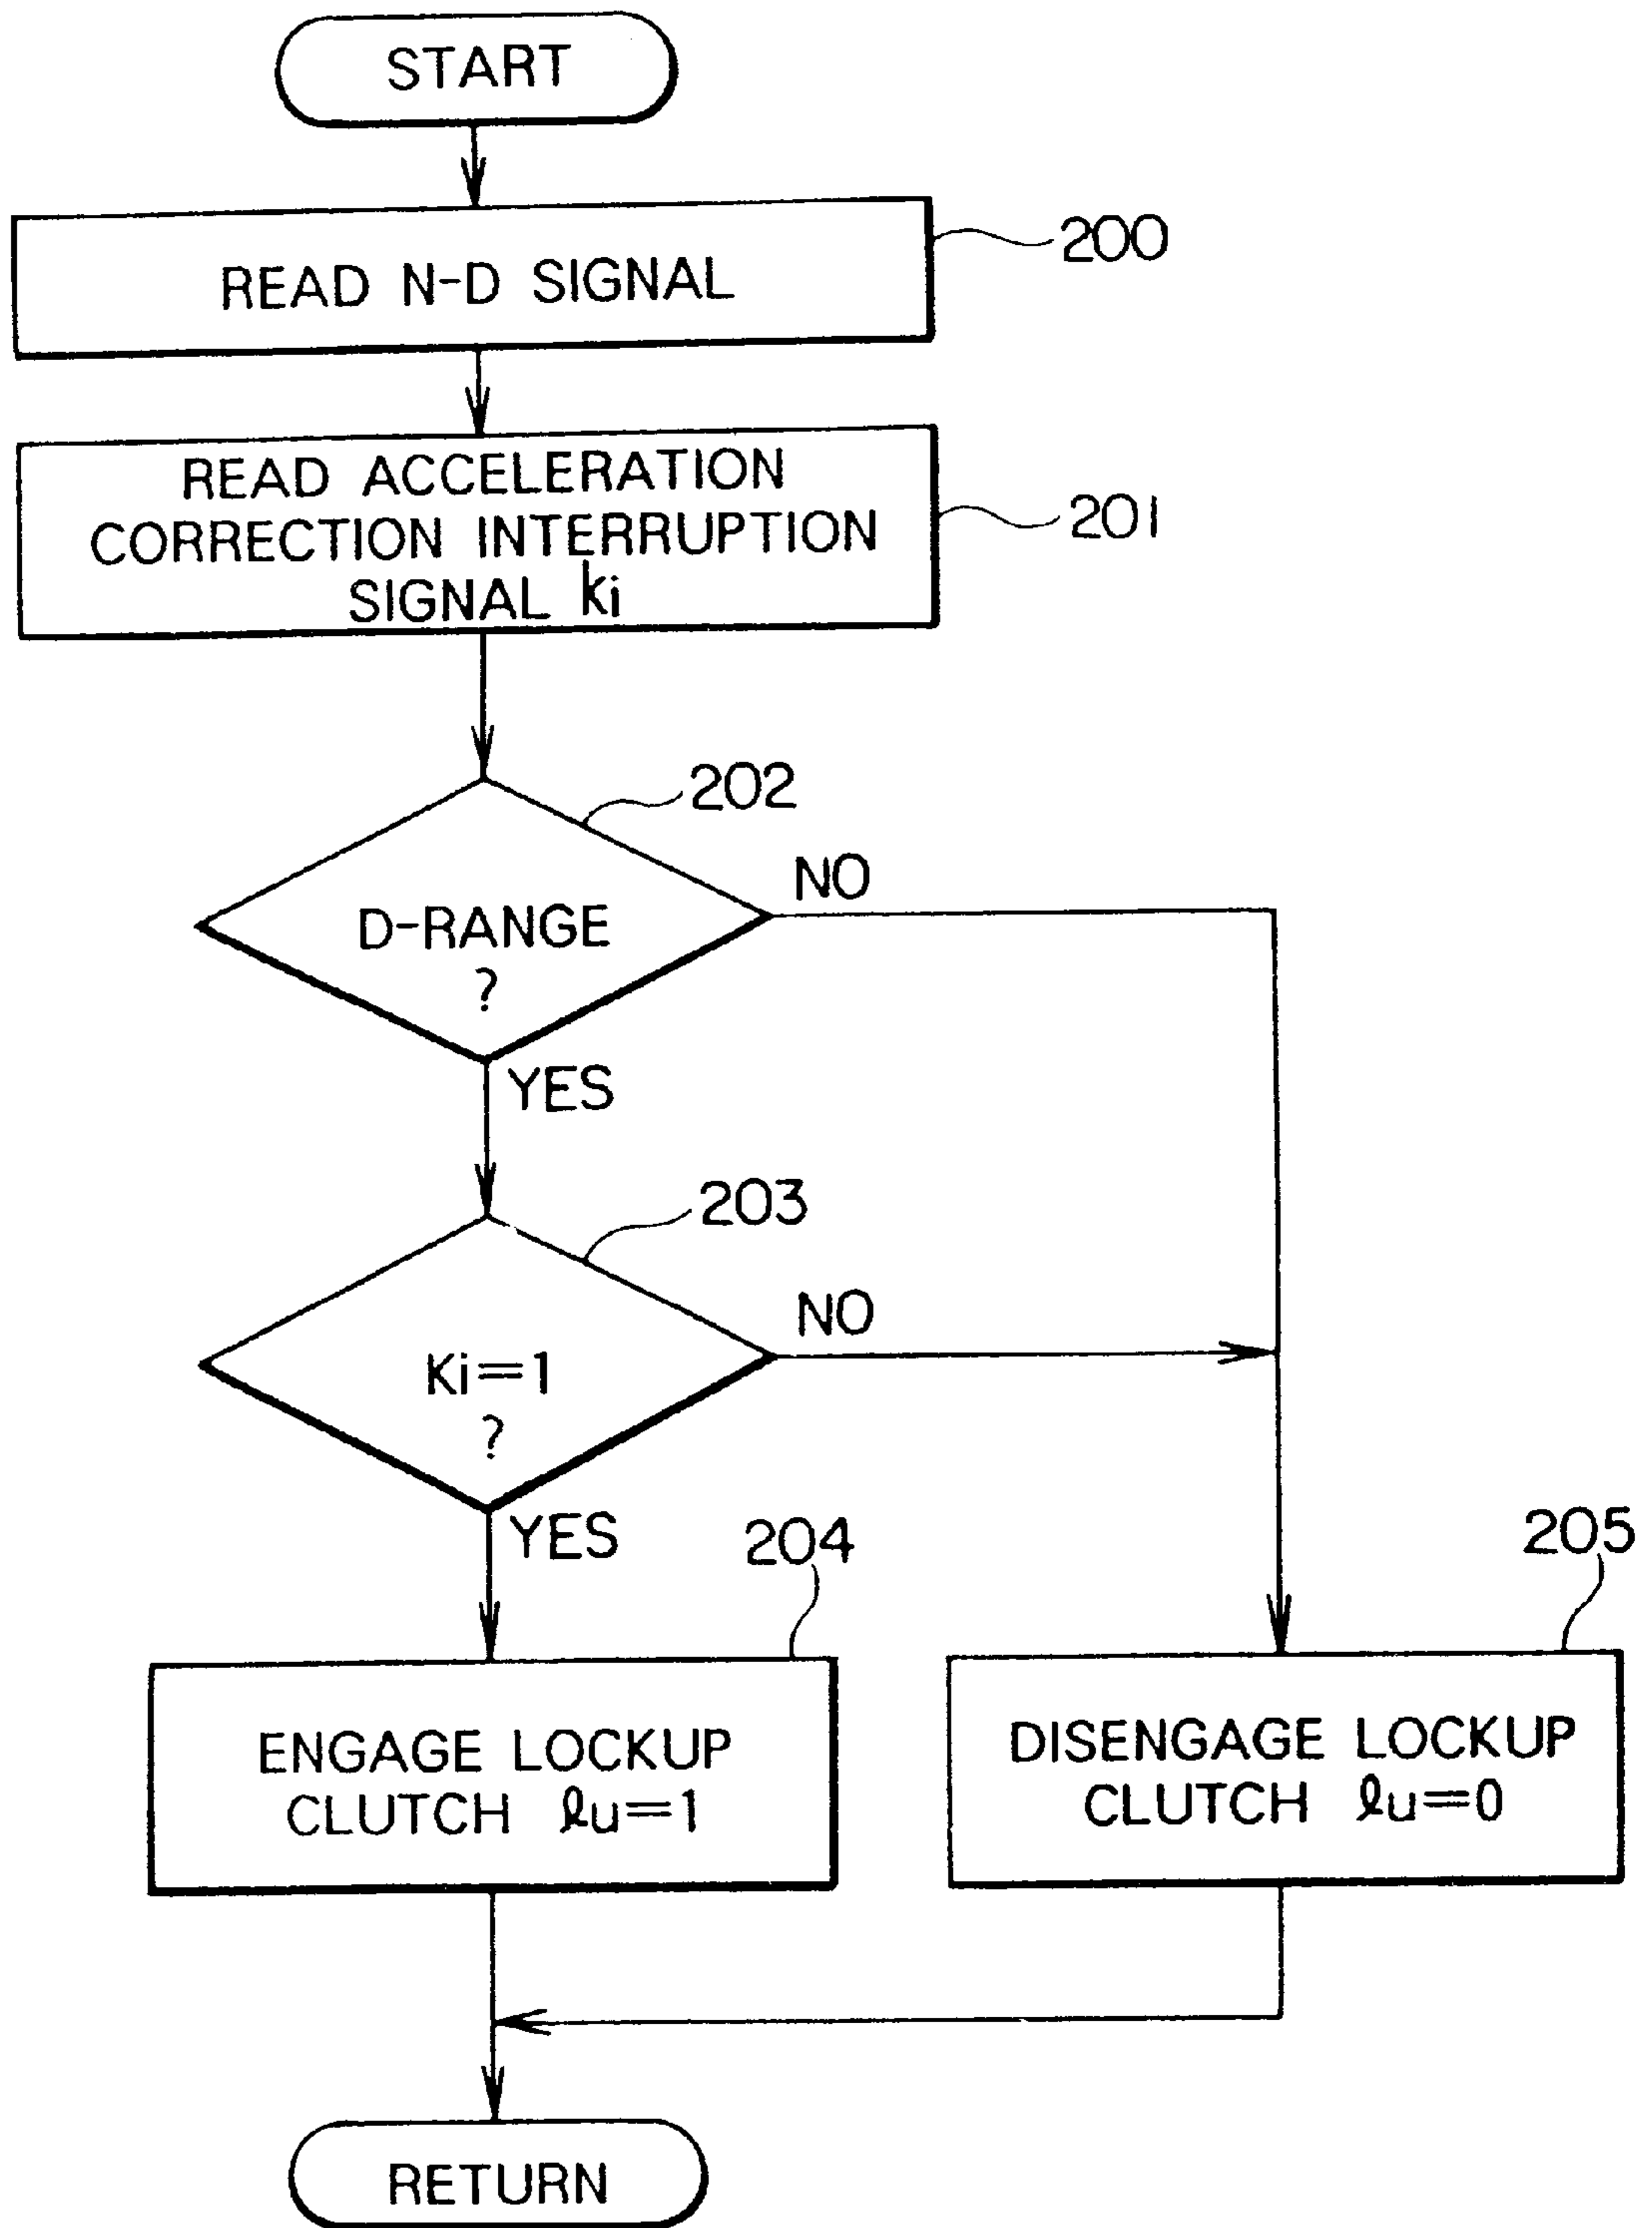 START
READ N-D SIGNAL
200
READ ACCELERATION
CORRECTION INTERRUPTION
SIGNAL ki
201
202
D-RANGE
?
NO
YES
203
Ki=1
?
NO
YES
204
ENGAGE LOCKUP
CLUTCH ℓu=1
205
DISENGAGE LOCKUP
CLUTCH ℓu=0
RETURN